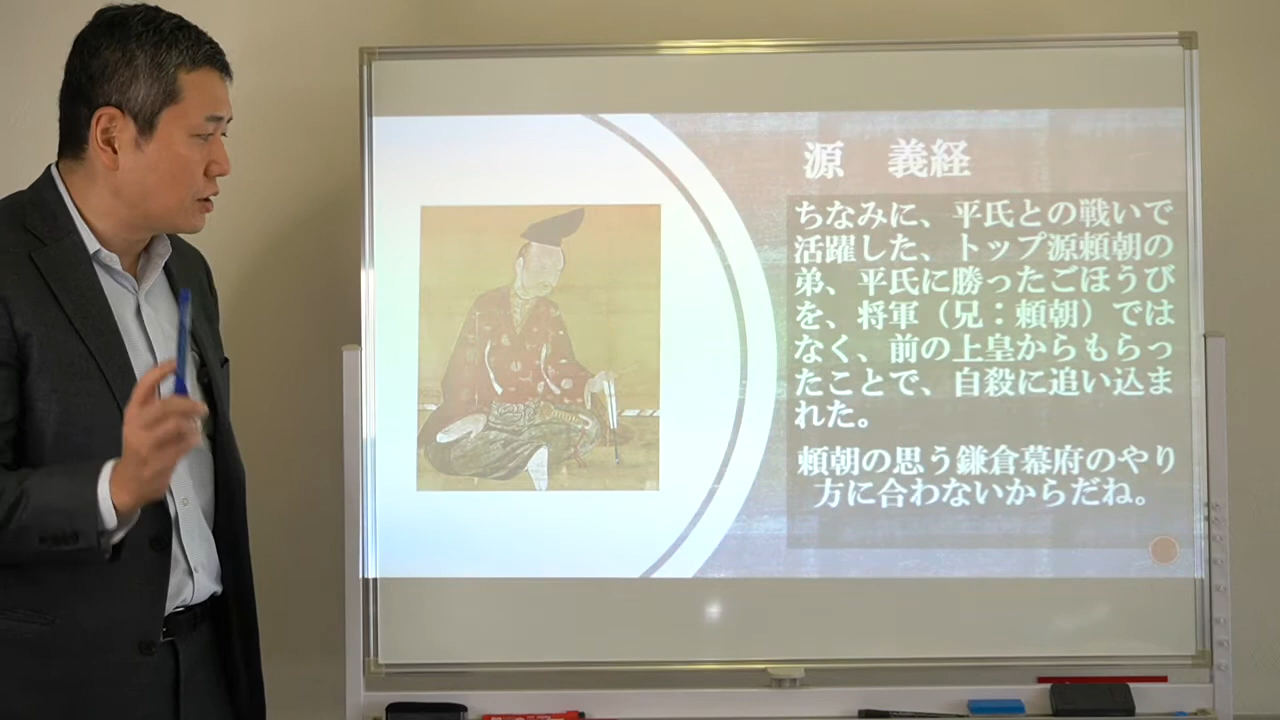 源　義経
ちなみに、平氏との戦いで
活躍した、トップ源頼朝の
弟、平氏に勝ったごほうび
を、将軍（兄：頼朝）では
なく、前の上皇からもらっ
たことで、自殺に追い込ま
れた。
頼朝の思う鎌倉幕府のやり
方に合わないからだね。